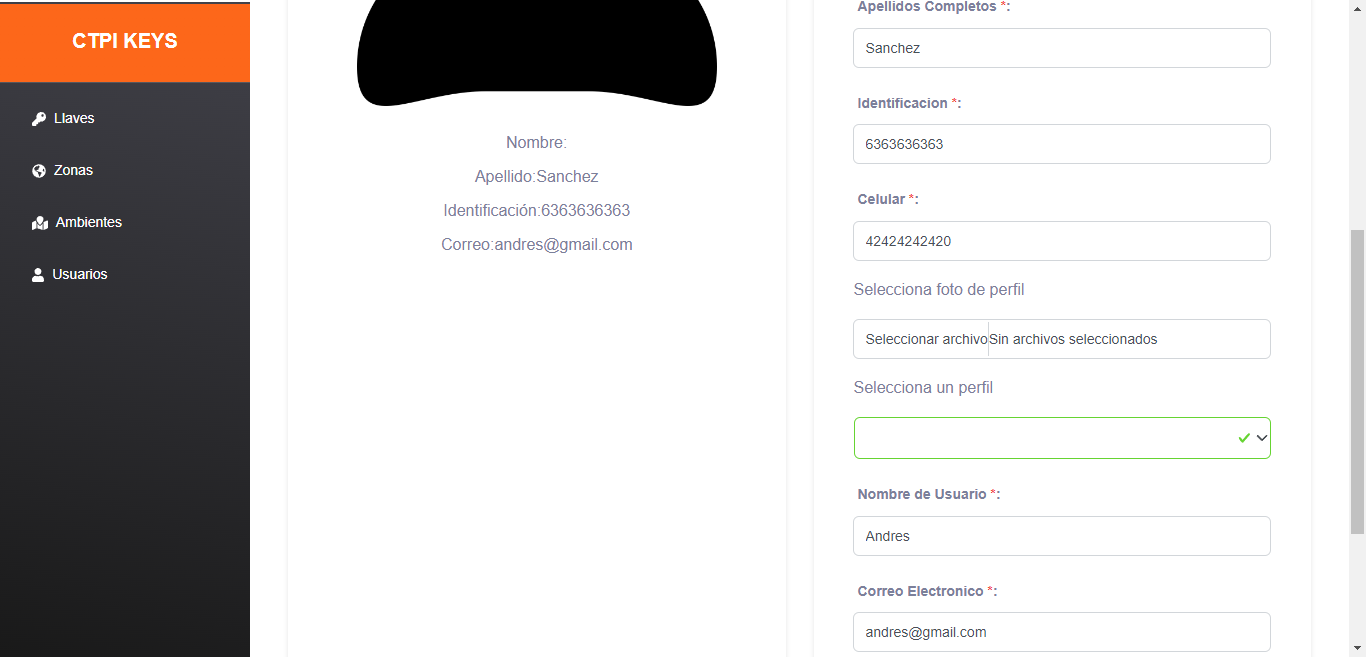 CTPI KEYS
Llaves
Zonas
Ambientes
Usuarios
Nombre:
Apellido:Sanchez
Identificación:6363636363
Correo:andres@gmail.com
Apellidos Completos *:
Sanchez
Identificacion *:
6363636363
Celular *:
42424242420
Selecciona foto de perfil
Seleccionar archivo Sin archivos seleccionados
Selecciona un perfil
Nombre de Usuario *:
Andres
Correo Electronico *:
andres@gmail.com